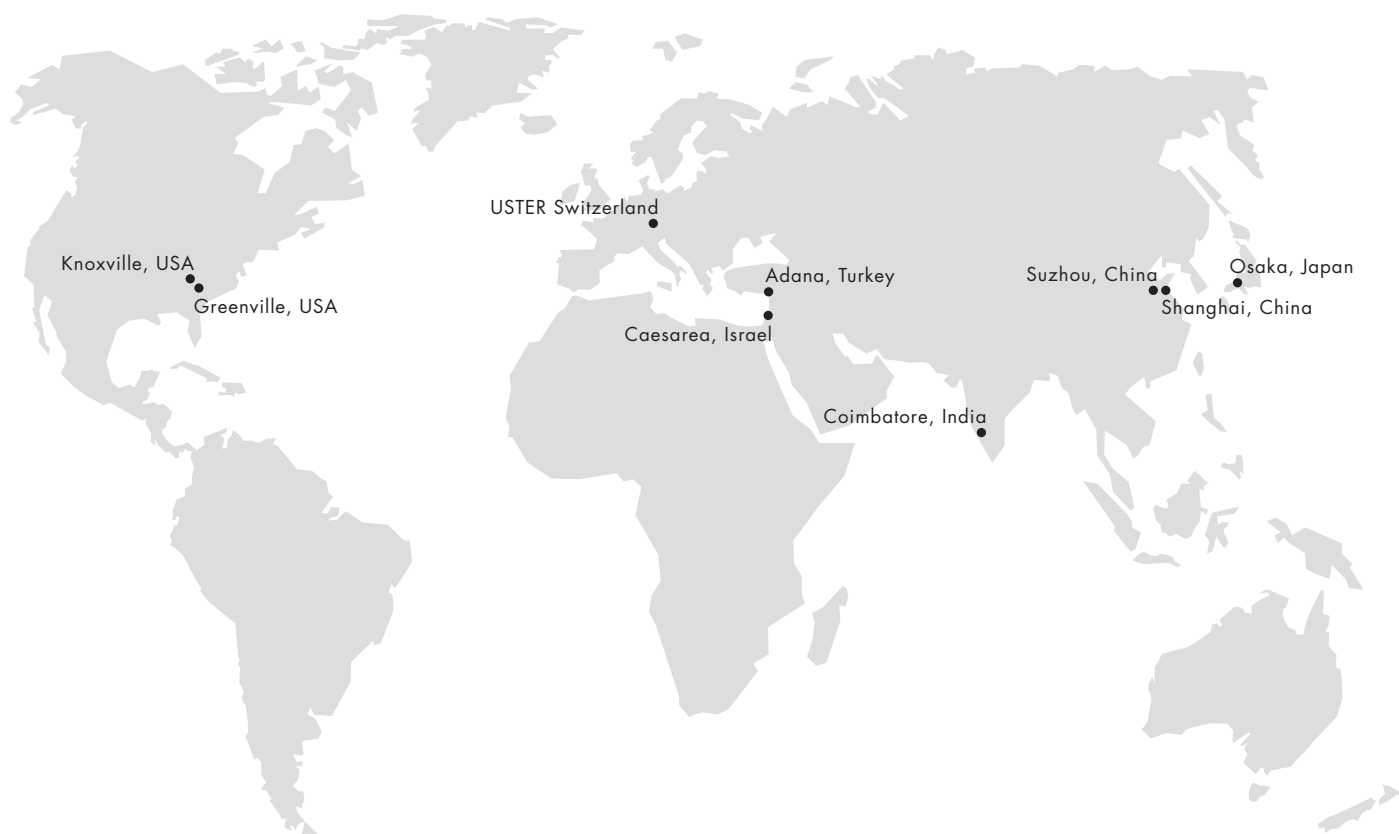 USTER Switzerland
Knoxville, USA
Greenville, USA
Adana, Turkey
Caesarea, Israel
Suzhou, China
Osaka, Japan
Shanghai, China
Coimbatore, India